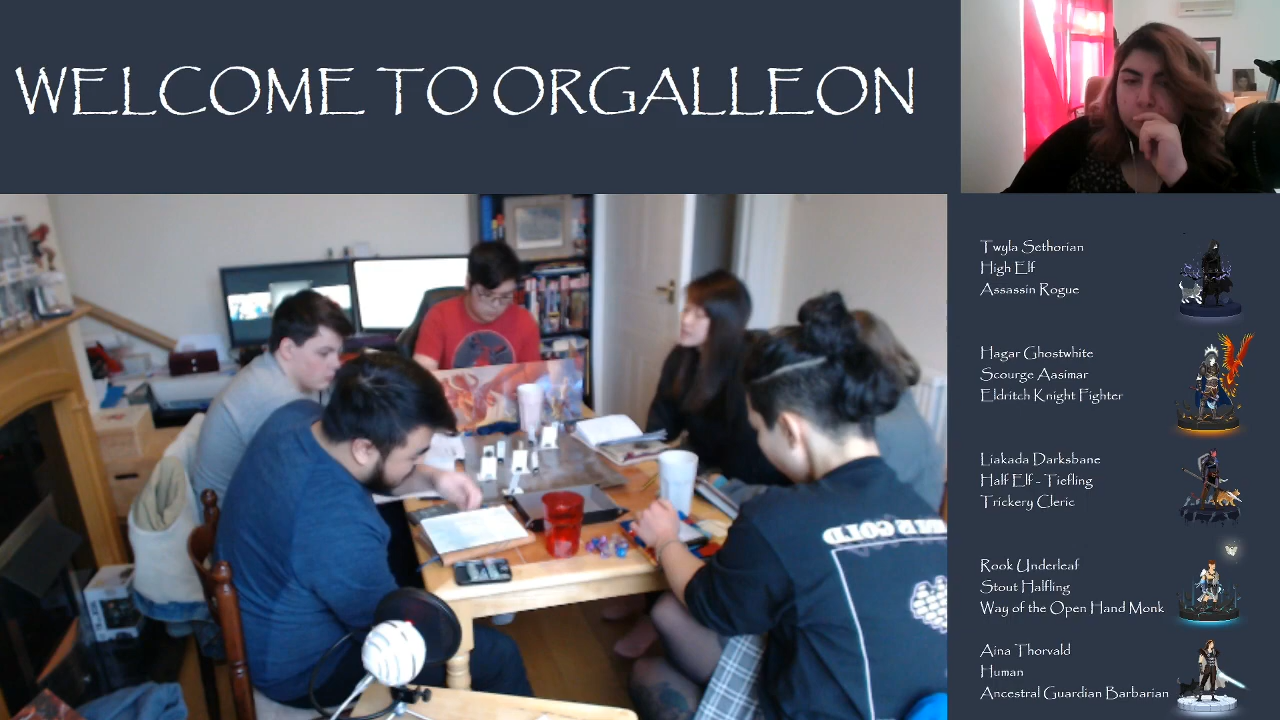 WELCOME TO ORGALLEON
Twyla Sethorian
High Elf
Assassin Rogue
Hagar Ghostwhite
Scourge Aasimar
Eldritch Knight Fighter
Liakada Darksbane
Half Elf - Tiefling
Trickery Cleric
Rook Underleaf
Stout Halfling
Way of the Open Hand Monk
Aina Thorvald
Human
Ancestral Guardian Barbarian